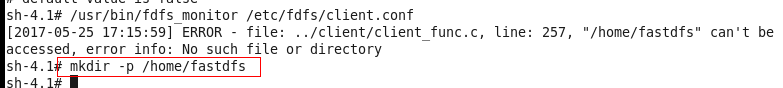 # default value is false
sh-4.1# /usr/bin/fdfs_monitor /etc/fdfs/client.conf
[2017-05-25 17:15:59] ERROR - file: ../client/client_func.c, line: 257, "/home/fastdfs" can't be
accessed, error info: No such file or directory
sh-4.1# mkdir -p /home/fastdfs
sh-4.1#